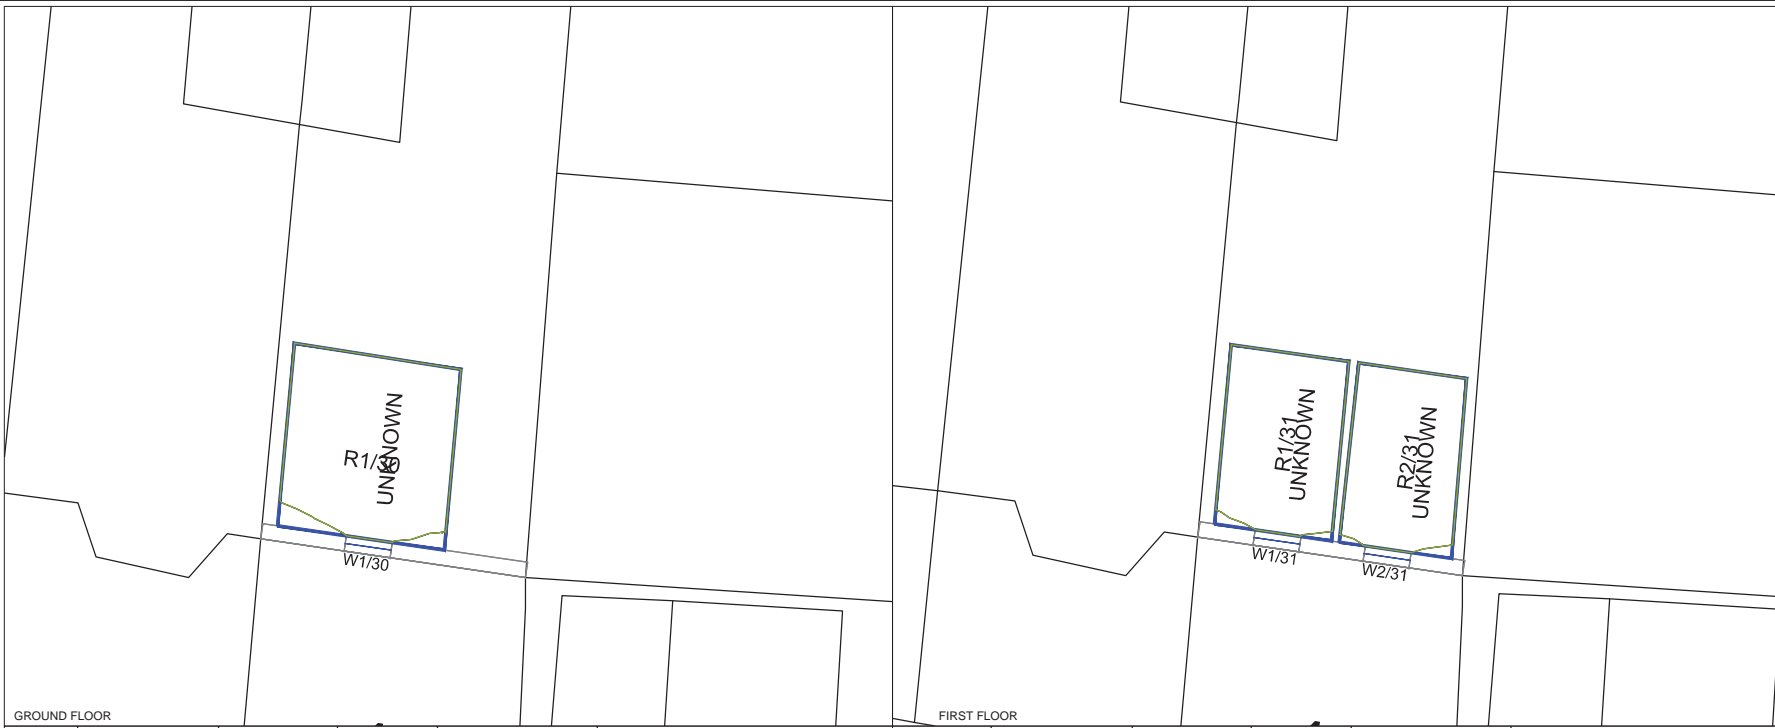 R1/30
UNKNOWN
W1/30
GROUND FLOOR
R1/31
UNKNOWN
R2/31
UNKNOWN
W1/31
W2/31
FIRST FLOOR